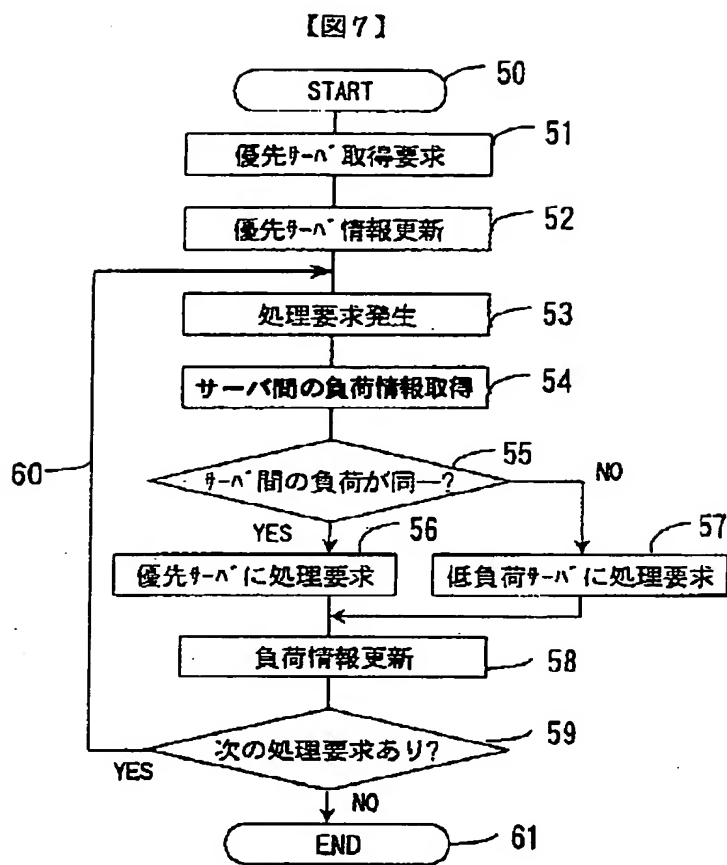 【図７】
START
50
優先ｻｰﾊﾞ取得要求
51
優先ｻｰﾊﾞ情報更新
52
処理要求発生
53
サーバ間の負荷情報取得
54
ｻｰﾊﾞ間の負荷が同一?
55
NO
60
YES
56
57
優先ｻｰﾊﾞに処理要求
低負荷ｻｰﾊﾞに処理要求
負荷情報更新
58
次の処理要求あり?
59
YES
NO
END
61